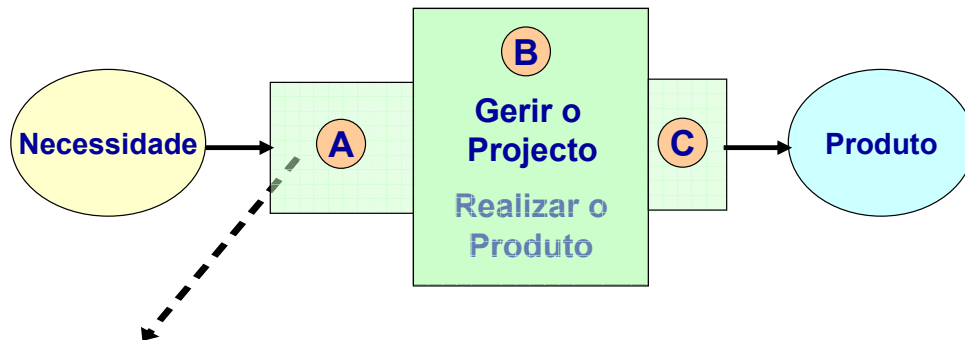 B
Necessidade
A
Gerir o
Projecto
C
Produto
Realizar o
Produto